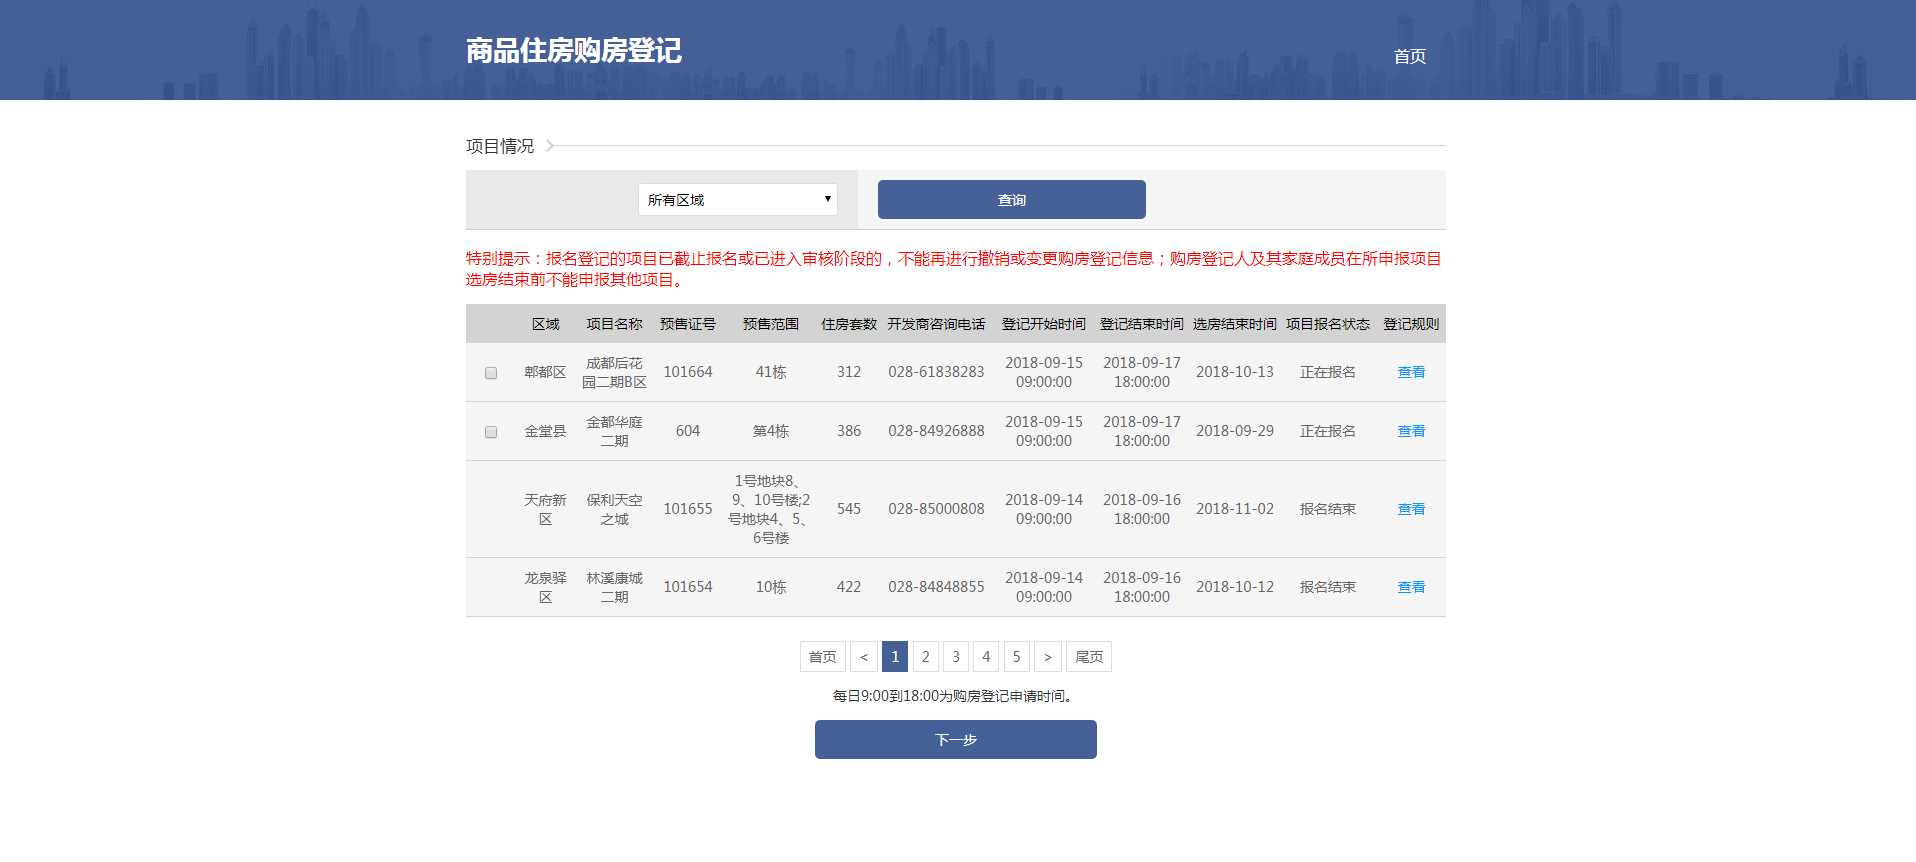 商品住房购房登记
首页
项目情况
所有区域
查询
特别提示：报名登记的项目已截止报名或已进入审核阶段的，不能再进行撤销或变更购房登记信息；购房登记人及其家庭成员在所申报项目
选房结束前不能申报其他项目。
区域 项目名称 预售证号 预售范围 住房套数 开发商咨询电话 登记开始时间 登记结束时间 选房结束时间 项目报名状态 登记规则
郫都区 成都后花园二期B区 101664 41栋 312 028-61838283 2018-09-15 09:00:00 2018-09-17 18:00:00 2018-10-13 正在报名 查看
金堂县 金都华庭二期 604 第4栋 386 028-84926888 2018-09-15 09:00:00 2018-09-17 18:00:00 2018-09-29 正在报名 查看
天府新区 保利天空之城 101655 1号地块8、9、10号楼;2号地块4、5、6号楼 545 028-85000808 2018-09-14 09:00:00 2018-09-16 18:00:00 2018-11-02 报名结束 查看
龙泉驿区 林溪康城二期 101654 10栋 422 028-84848855 2018-09-14 09:00:00 2018-09-16 18:00:00 2018-10-12 报名结束 查看
首页 < 1 2 3 4 5 > 尾页
每日9:00到18:00为购房登记申请时间。
下一步